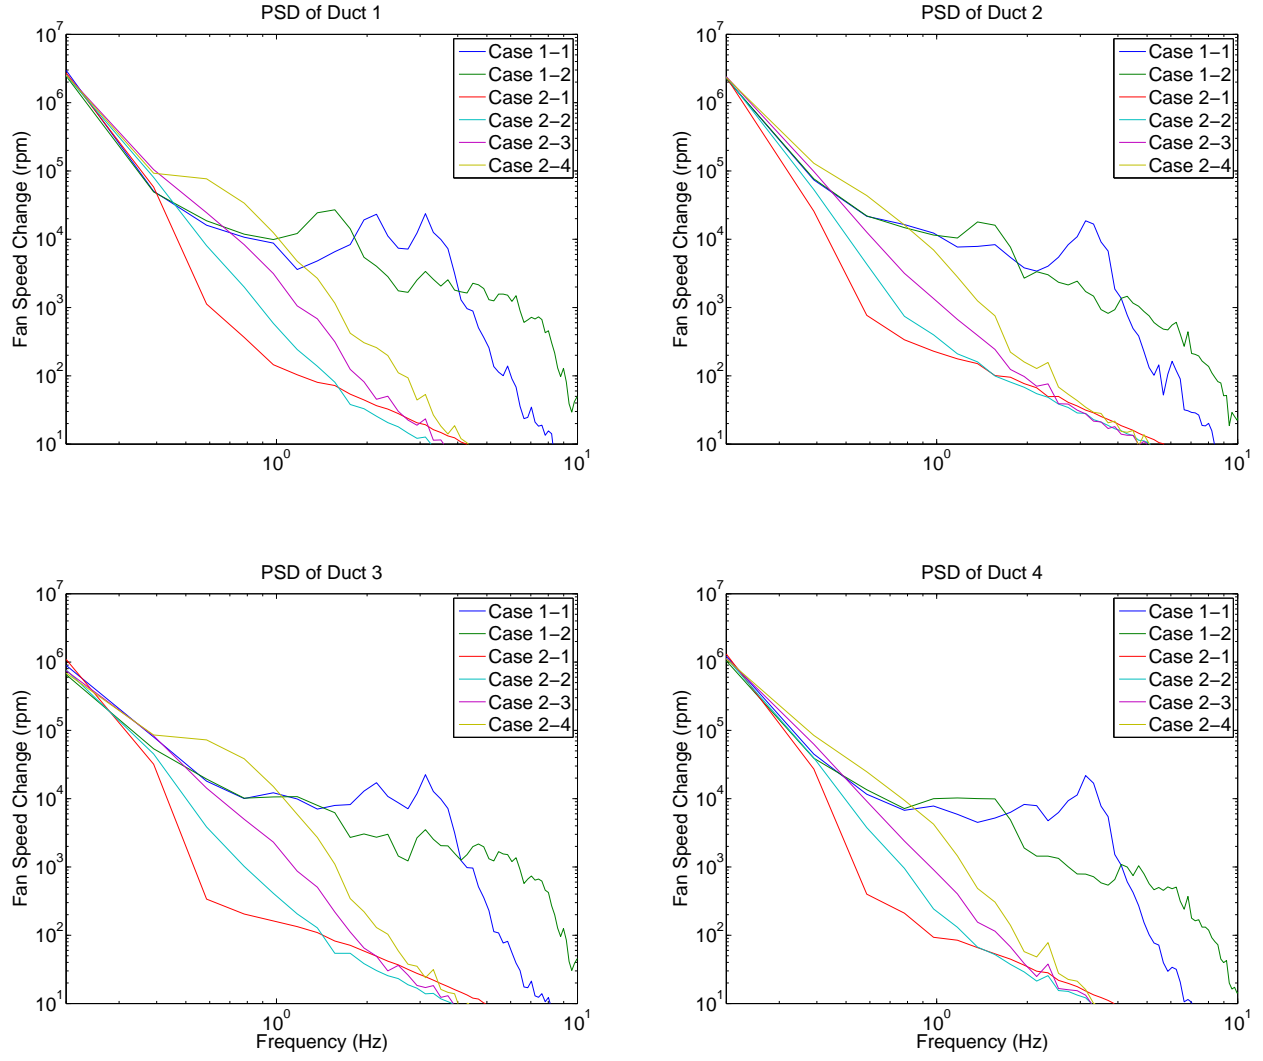 PSD of Duct 1
10^7
10^6
10^5
10^4
10^3
10^2
10^1
Fan Speed Change (rpm)
10^0
10^1
Case 1−1
Case 1−2
Case 2−1
Case 2−2
Case 2−3
Case 2−4
PSD of Duct 2
10^7
10^6
10^5
10^4
10^3
10^2
10^1
Fan Speed Change (rpm)
10^0
10^1
Case 1−1
Case 1−2
Case 2−1
Case 2−2
Case 2−3
Case 2−4
PSD of Duct 3
10^7
10^6
10^5
10^4
10^3
10^2
10^1
Fan Speed Change (rpm)
10^0
10^1
Frequency (Hz)
Case 1−1
Case 1−2
Case 2−1
Case 2−2
Case 2−3
Case 2−4
PSD of Duct 4
10^7
10^6
10^5
10^4
10^3
10^2
10^1
Fan Speed Change (rpm)
10^0
10^1
Frequency (Hz)
Case 1−1
Case 1−2
Case 2−1
Case 2−2
Case 2−3
Case 2−4